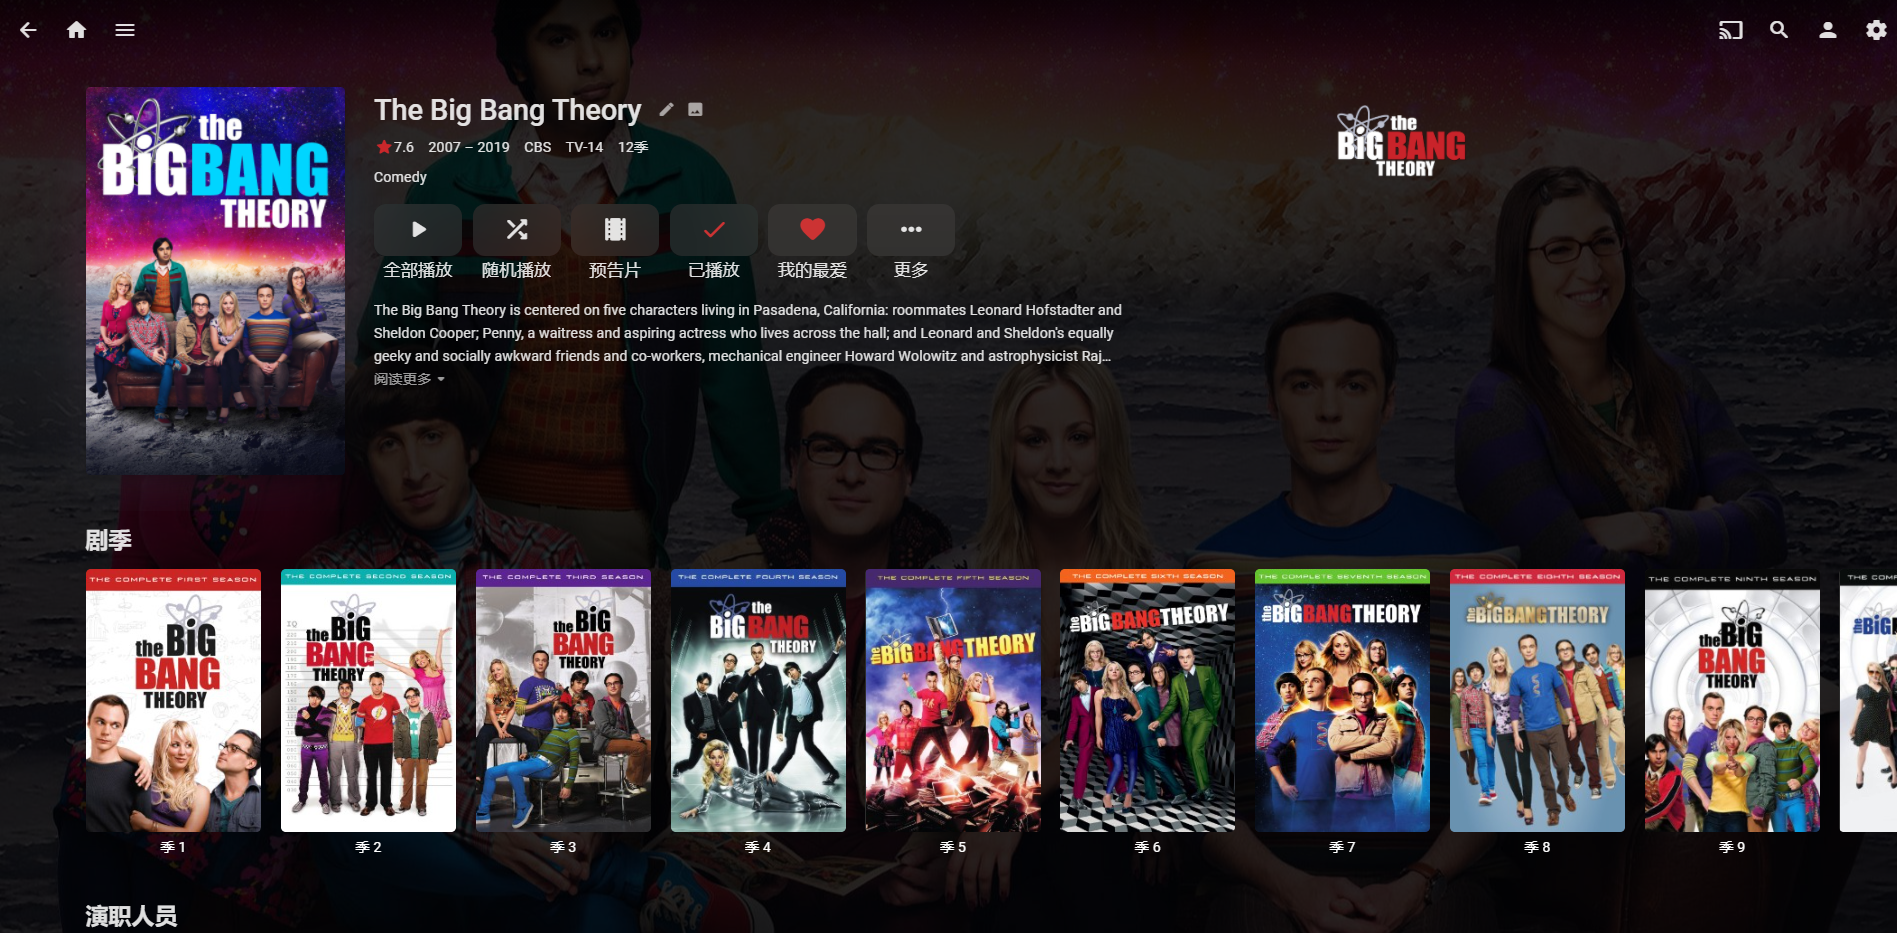 the
BIG BANG
THEORY
The Big Bang Theory
7.6 2007 – 2019 CBS TV-14 12季
Comedy
全部播放 随机播放 预告片 已播放 我的最爱 更多
The Big Bang Theory is centered on five characters living in Pasadena, California: roommates Leonard Hofstadter and
Sheldon Cooper; Penny, a waitress and aspiring actress who lives across the hall; and Leonard and Sheldon's equally
geeky and socially awkward friends and co-workers, mechanical engineer Howard Wolowitz and astrophysicist Raj...
阅读更多
the
BIG BANG
THEORY
剧季
THE COMPLETE FIRST SEASON
the BIG
BANG
THEORY
季 1
THE COMPLETE SECOND SEASON
IQ
the BIG
BANG
THEORY
季 2
THE COMPLETE THIRD SEASON
the BIG
BANG
THEORY
季 3
THE COMPLETE FOURTH SEASON
the
BIG BANG
THEORY
季 4
THE COMPLETE FIFTH SEASON
the BIG BANG THEORY
季 5
THE COMPLETE SIXTH SEASON
the BIG BANG THEORY
季 6
THE COMPLETE SEVENTH SEASON
the BIG BANG THEORY
季 7
THE COMPLETE EIGHTH SEASON
the BIG BANG THEORY
季 8
THE COMPLETE NINTH SEASON
the BIG
BANG
THEORY
季 9
THE
the BIG
演职人员